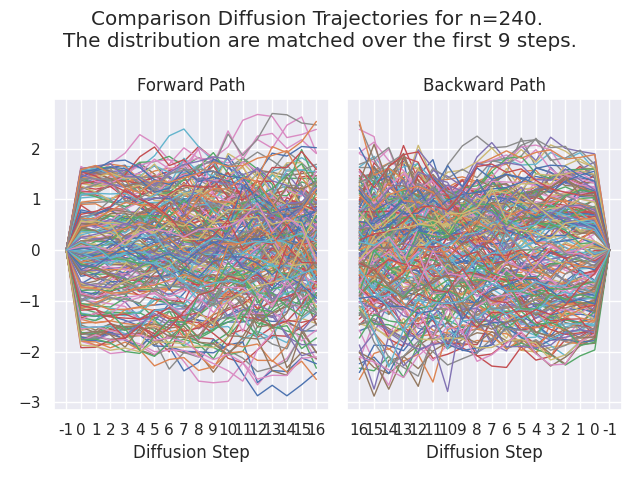 Comparison Diffusion Trajectories for n=240.
The distribution are matched over the first 9 steps.
Forward Path
Backward Path
2
1
0
−1
−2
−3
-1 0 1 2 3 4 5 6 7 8 9 10 11 12 13 14 15 16
16 15 14 13 12 11 10 9 8 7 6 5 4 3 2 1 0 -1
Diffusion Step
Diffusion Step